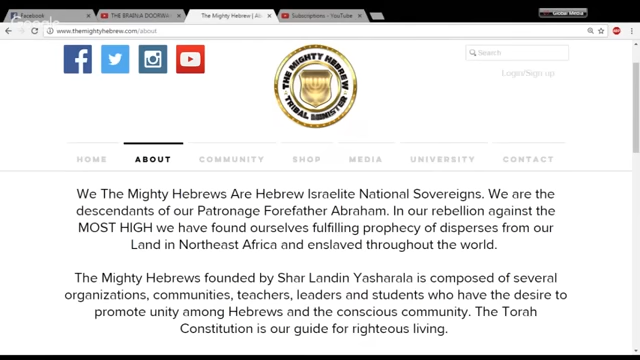 Google
Facebook
THE BRAIN A DOORWA
The Mighty Hebrew | Ab
Subscriptions - YouTube
Global Media
www.themightyhebrew.com/about
THE MIGHTY HEBREW
TRIBAL MINISTER
Search
Login/Sign up
HOME ABOUT COMMUNITY SHOP MEDIA UNIVERSITY CONTACT
We The Mighty Hebrews Are Hebrew Israelite National Sovereigns. We are the
descendants of our Patronage Forefather Abraham. In our rebellion against the
MOST HIGH we have found ourselves fulfilling prophecy of disperses from our
Land in Northeast Africa and enslaved throughout the world.
The Mighty Hebrews founded by Shar Landin Yasharala is composed of several
organizations, communities, teachers, leaders and students who have the desire to
promote unity among Hebrews and the conscious community. The Torah
Constitution is our guide for righteous living.